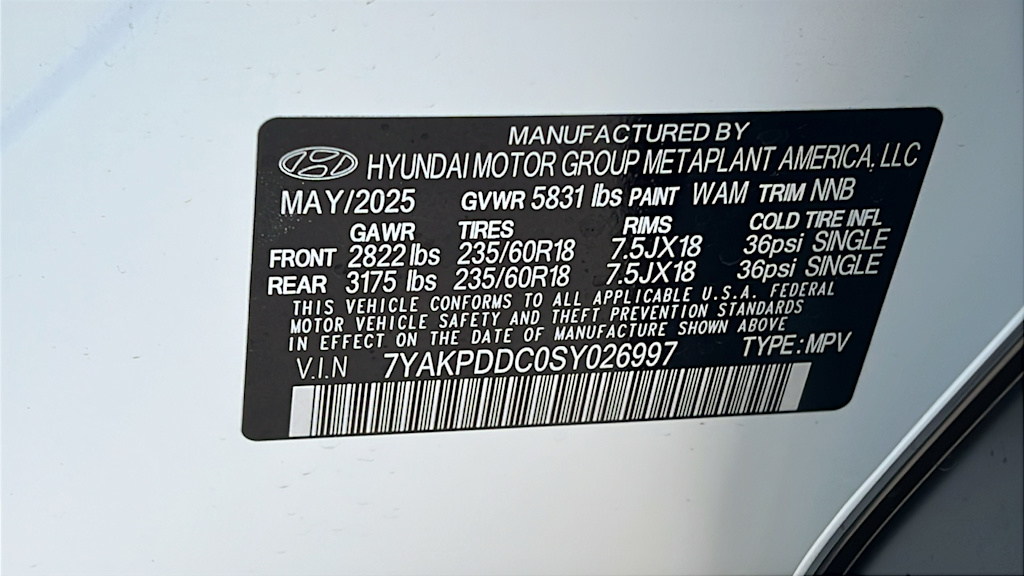 MANUFACTURED BY
HYUNDAI MOTOR GROUP METAPLANT AMERICA, LLC
MAY/2025 GVWR 5831 lbs PAINT WAM TRIM NNB
GAWR TIRES RIMS COLD TIRE INFL
FRONT 2822 lbs 235/60R18 7.5JX18 36psi SINGLE
REAR 3175 lbs 235/60R18 7.5JX18 36psi SINGLE
THIS VEHICLE CONFORMS TO ALL APPLICABLE U.S.A. FEDERAL
MOTOR VEHICLE SAFETY AND THEFT PREVENTION STANDARDS
IN EFFECT ON THE DATE OF MANUFACTURE SHOWN ABOVE
V.I.N 7YAKPDDC0SY026997 TYPE:MPV